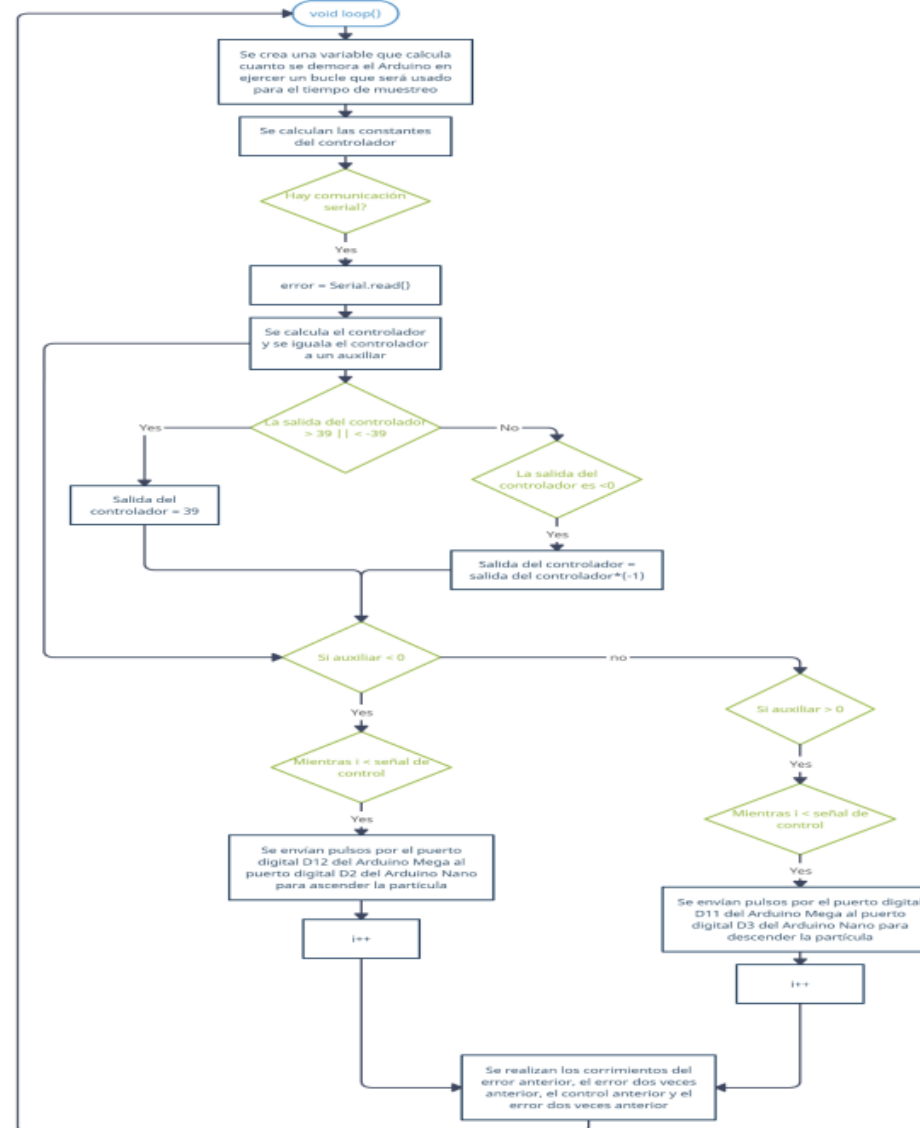 void loop()
Se crea una variable que calcula
cuanto se demora el Arduino en
ejercer un bucle que será usado
para el tiempo de muestreo
Se calculan las constantes
del controlador
Hay comunicación
serial?
Yes
error = Serial.read()
Se calcula el controlador
y se iguala el controlador
a un auxiliar
La salida del controlador
> 39 || < -39
Yes
No
La salida del
controlador es <0
Salida del
controlador = 39
Yes
Salida del controlador =
salida del controlador*(-1)
Si auxiliar < 0
no
Si auxiliar > 0
Yes
Mientras i < señal de
control
Yes
Mientras i < señal de
control
Yes
Se envían pulsos por el puerto
digital D12 del Arduino Mega al
puerto digital D2 del Arduino Nano
para ascender la partícula
Yes
Se envían pulsos por el puerto digital
D11 del Arduino Mega al puerto
digital D3 del Arduino Nano para
descender la partícula
i++
i++
Se realizan los corrimientos del
error anterior, el error dos veces
anterior, el control anterior y el
error dos veces anterior